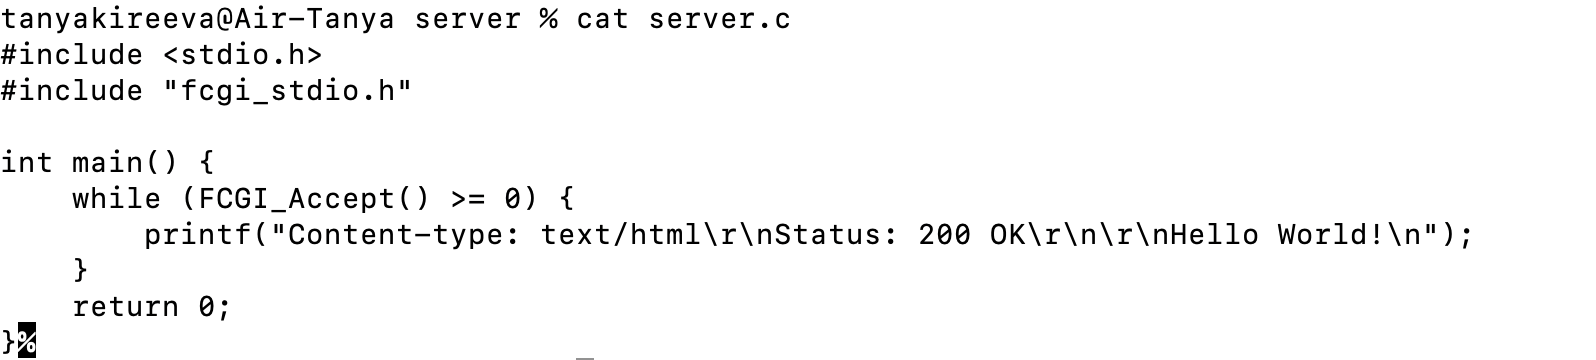 tanyakireeva@Air-Tanya server % cat server.c
#include <stdio.h>
#include "fcgi_stdio.h"

int main() {
    while (FCGI_Accept() >= 0) {
        printf("Content-type: text/html\r\nStatus: 200 OK\r\n\r\nHello World!\n");
    }
    return 0;
}%